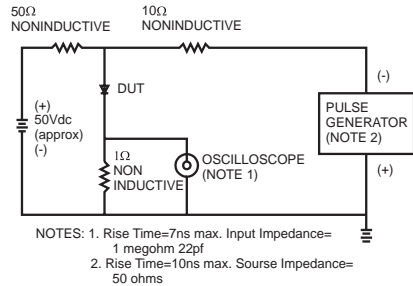 50Ω
NONINDUCTIVE
10Ω
NONINDUCTIVE
(+)
50Vdc
(approx)
(-)
DUT
1Ω
NON
INDUCTIVE
OSCILLOSCOPE
(NOTE 1)
(-)
PULSE
GENERATOR
(NOTE 2)
(+)
NOTES: 1. Rise Time=7ns max. Input Impedance=
1 megohm 22pf
2. Rise Time=10ns max. Sourse Impedance=
50 ohms